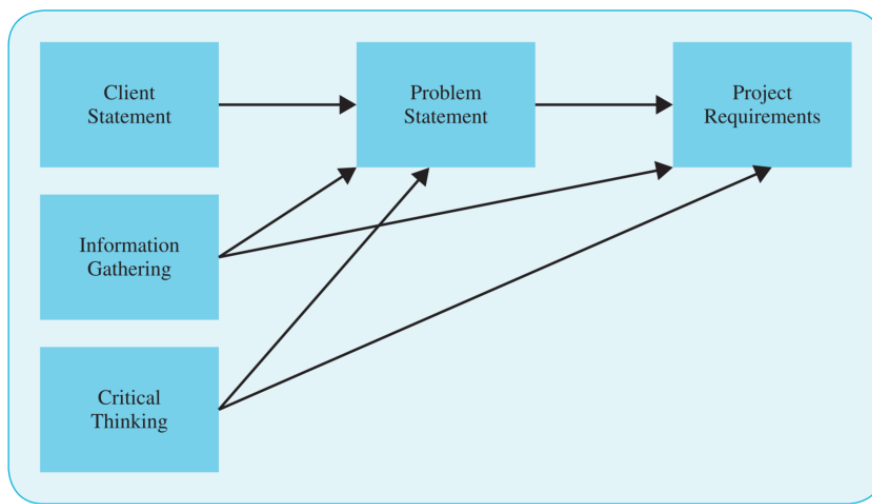 Client
Statement
Problem
Statement
Project
Requirements
Information
Gathering
Critical
Thinking